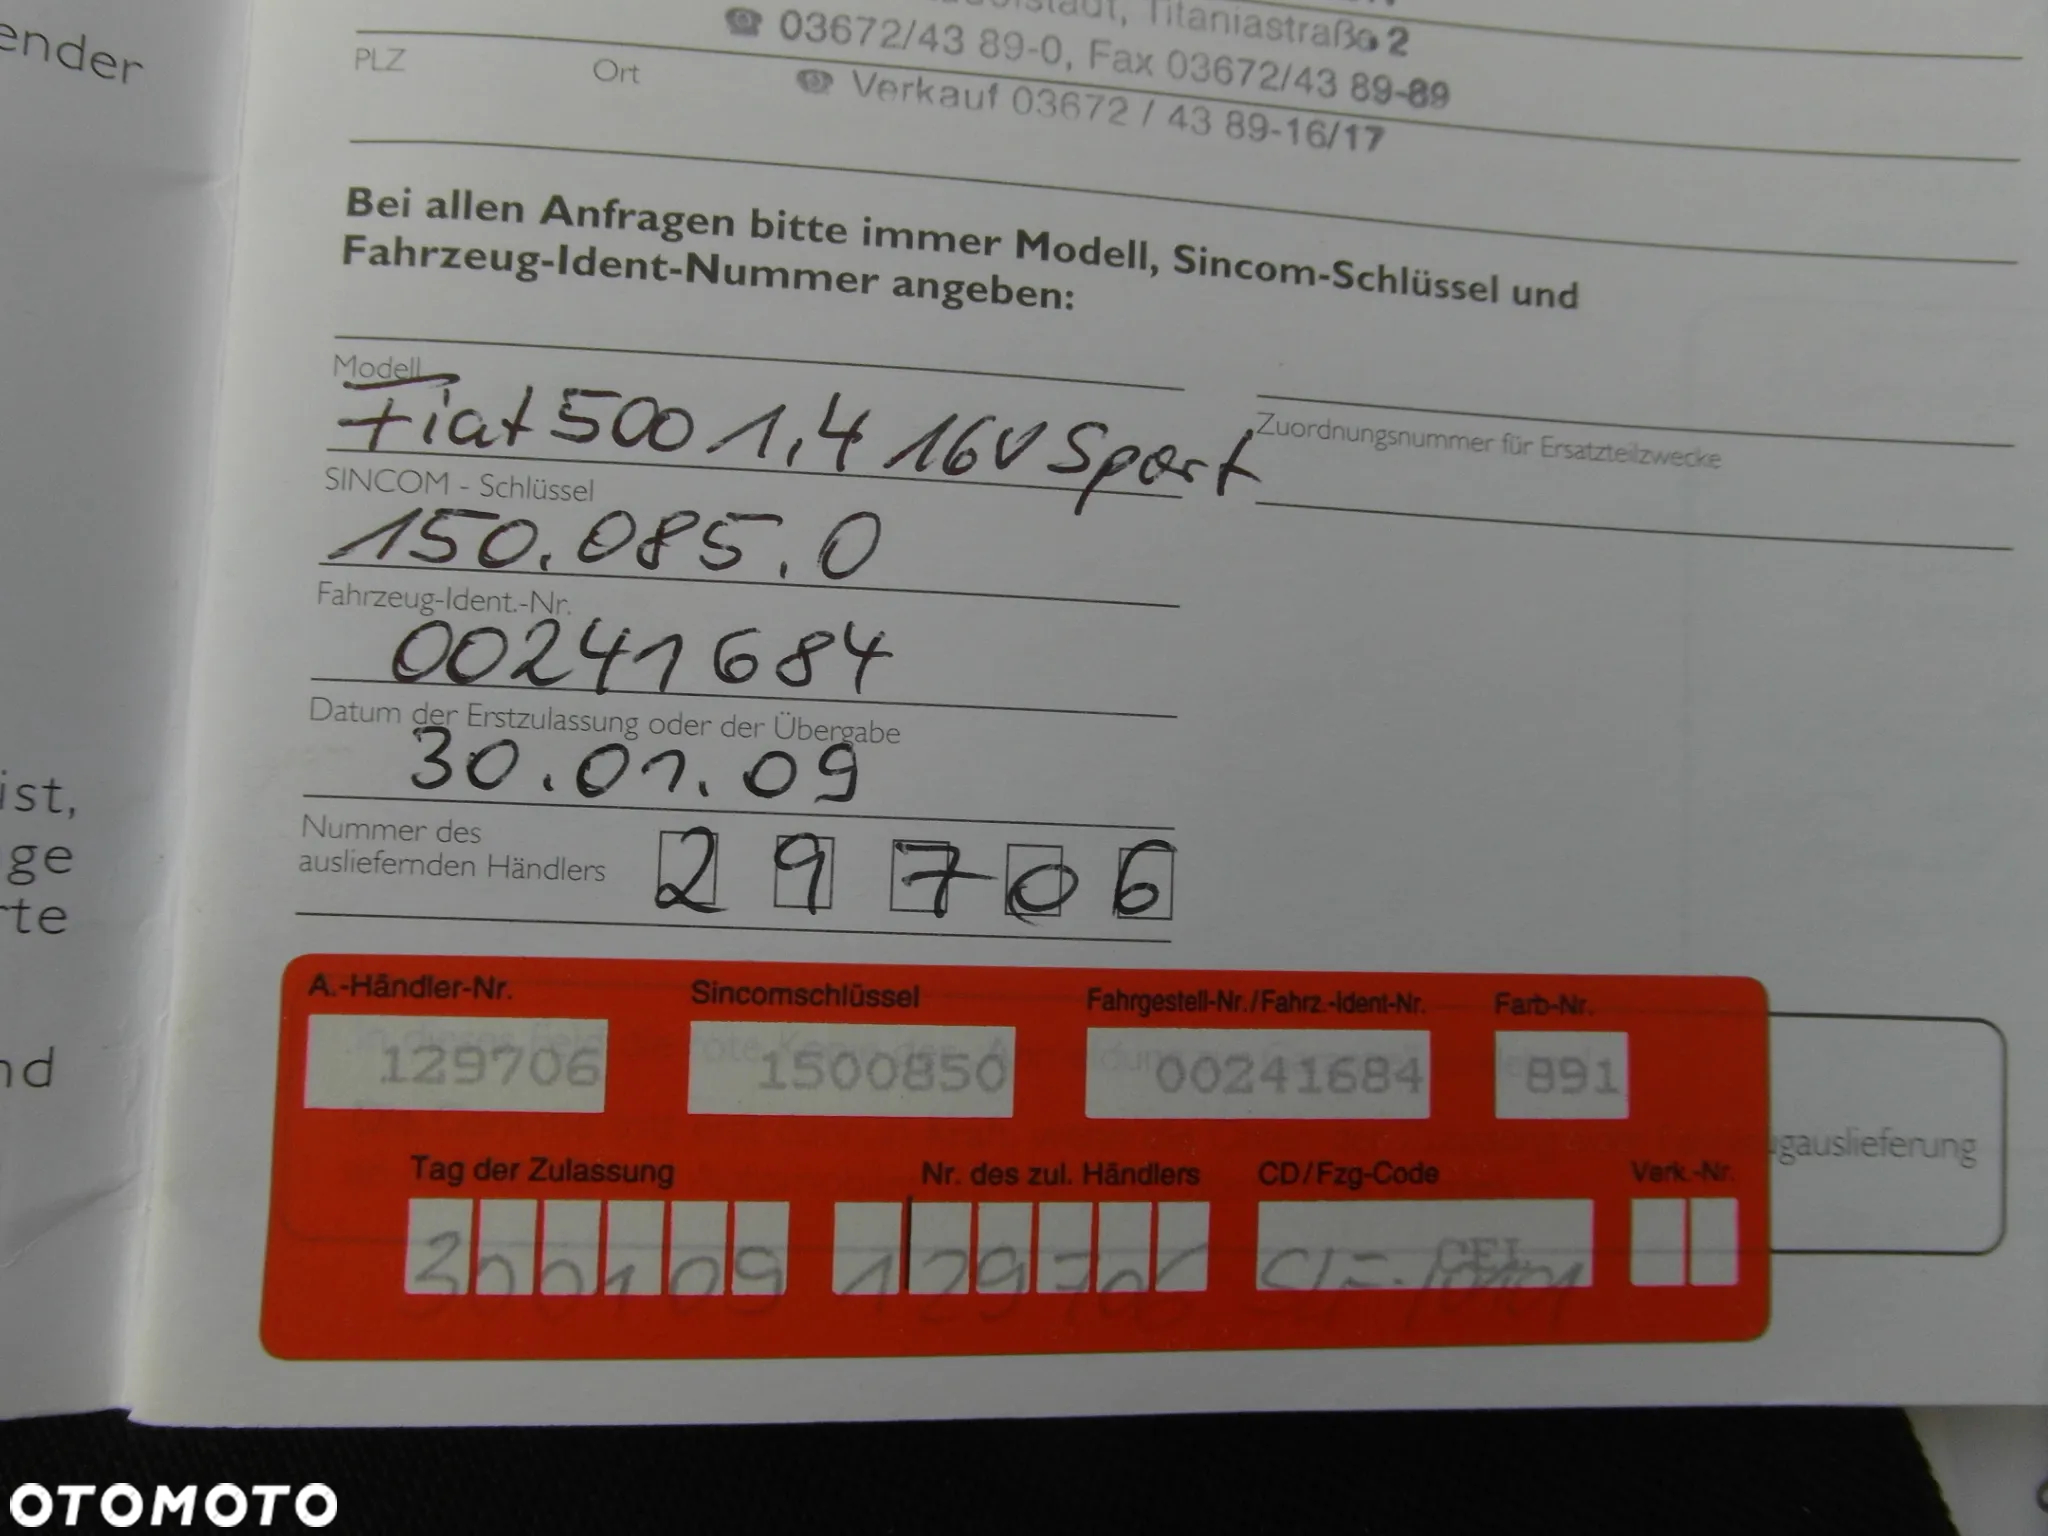 ender
Titaniastraße 2
☎ 03672/43 89-0, Fax 03672/43 89-89
PLZ Ort
☎ Verkauf 03672 / 43 89-16/17
Bei allen Anfragen bitte immer Modell, Sincom-Schlüssel und
Fahrzeug-Ident-Nummer angeben:
Modell
Fiat 500 1,4 16V Sport
Zuordnungsnummer für Ersatzteilzwecke
SINCOM - Schlüssel
150.085.0
Fahrzeug-Ident.-Nr.
00241684
Datum der Erstzulassung oder der Übergabe
30.01.09
ist,
ge
rte
nd
Nummer des
ausliefernden Händlers
29706
A.-Händler-Nr. Sincomschlüssel Fahrgestell-Nr./Fahrz.-Ident-Nr. Farb-Nr.
129706 1500850 00241684 891
gauslieferung
Tag der Zulassung Nr. des zul. Händlers CD/Fzg-Code Verk.-Nr.
300109 129706
OTOMOTO